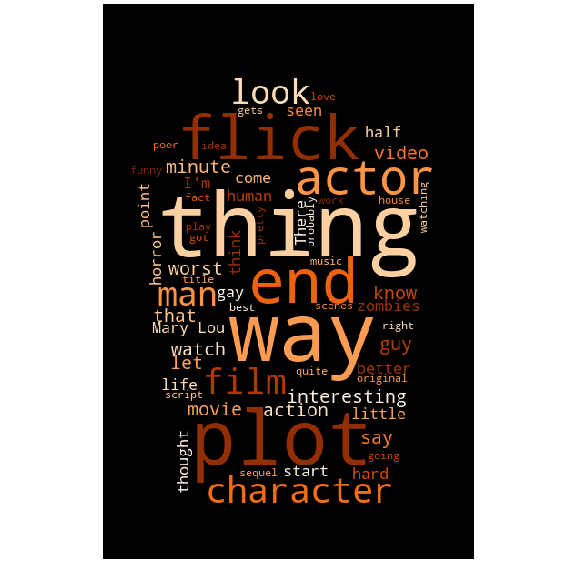 look
love
gets
seen
flick
half
poor
idea
video
minute
funny
come
actor
I'm
human
work
house
fact
watching
point
thing
There
probably
pretty
play
got
think
horror
music
worst
end
title
man
gay
know
best
scenes
zombies
that
way
Mary Lou
right
watch
guy
let
quite
better
original
life
film
script
interesting
movie
action
little
plot
say
thought
going
sequel
start
hard
character